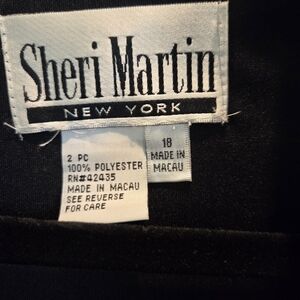 Sheri Martin
NEW YORK
2 PC
100% POLYESTER
RN#42435
MADE IN MACAU
SEE REVERSE
FOR CARE
18
MADE IN
MACAU